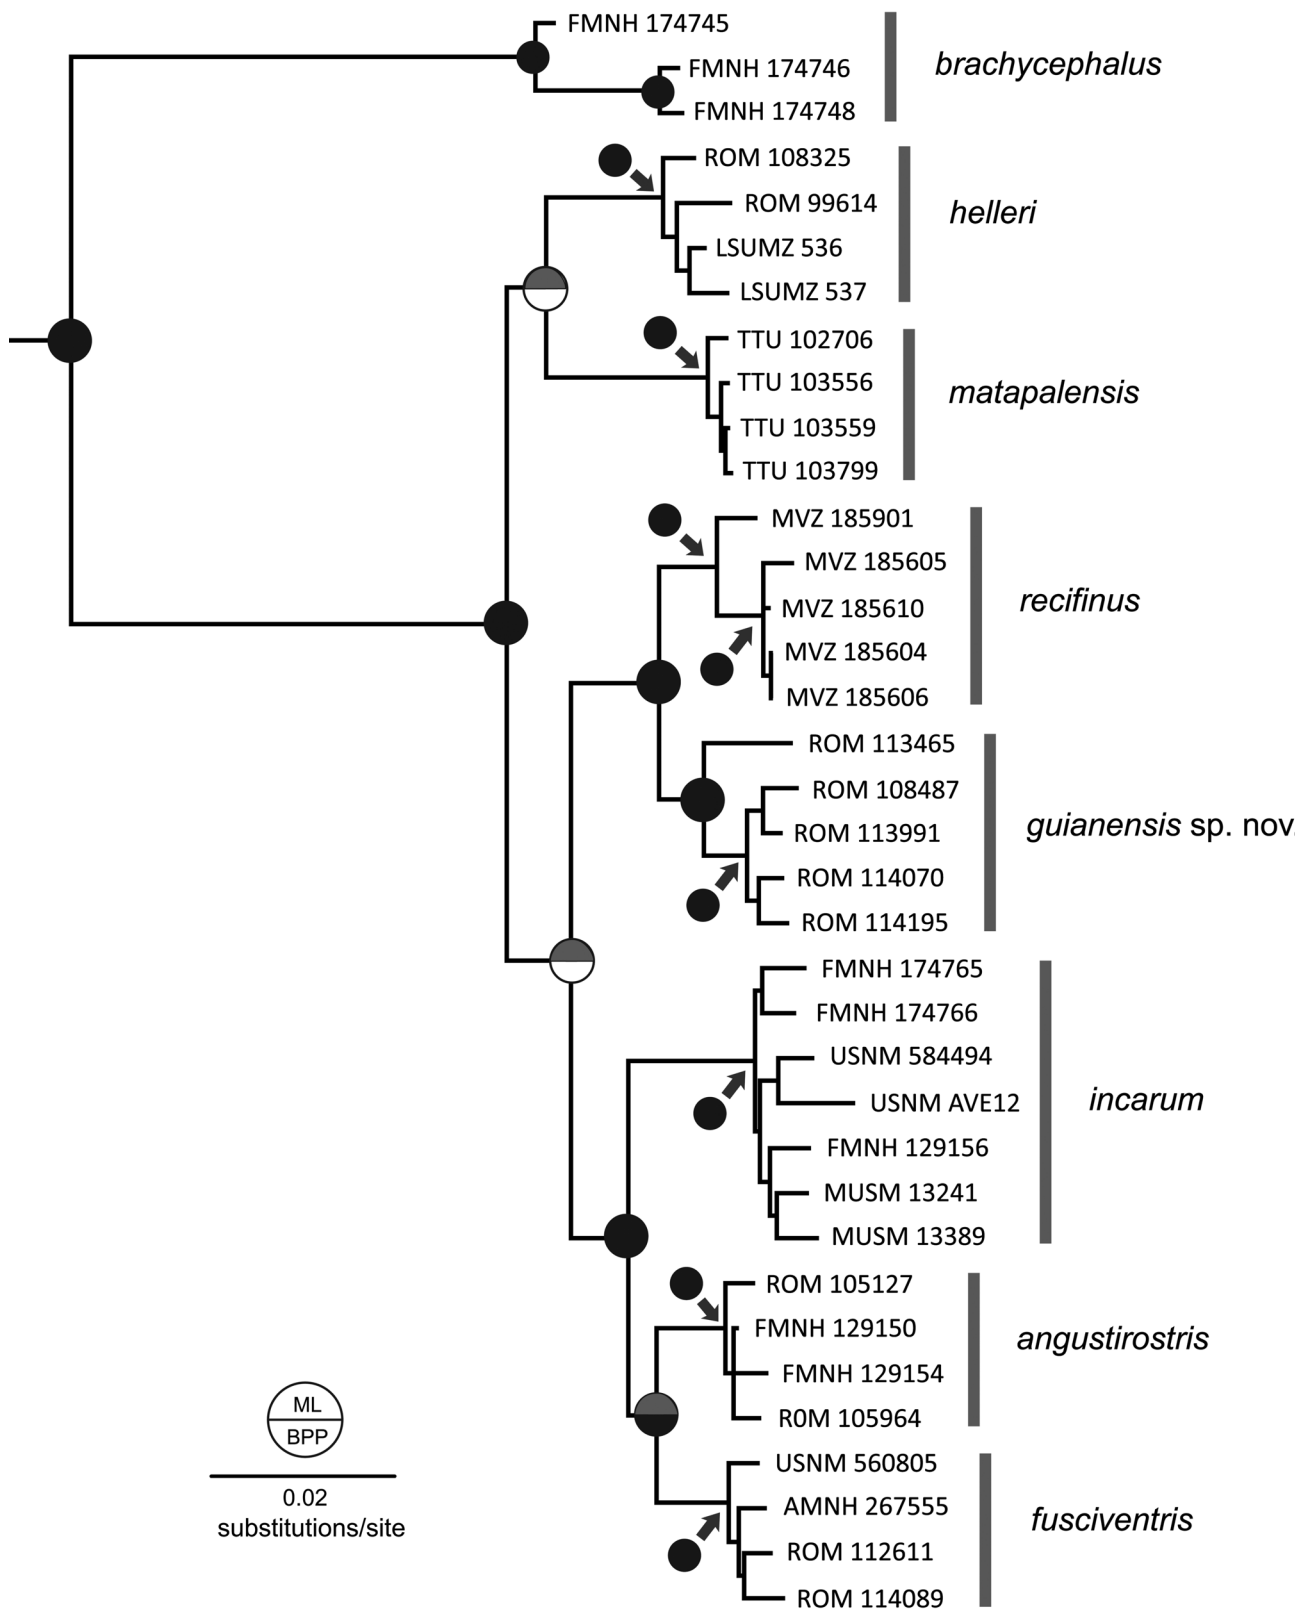 FMNH 174745
FMNH 174746
FMNH 174748
brachycephalus
ROM 108325
ROM 99614
LSUMZ 536
LSUMZ 537
helleri
TTU 102706
TTU 103556
TTU 103559
TTU 103799
matapalensis
MVZ 185901
MVZ 185605
MVZ 185610
MVZ 185604
MVZ 185606
recifinus
ROM 113465
ROM 108487
ROM 113991
ROM 114070
ROM 114195
guianensis sp. nov.
FMNH 174765
FMNH 174766
USNM 584494
USNM AVE12
FMNH 129156
MUSM 13241
MUSM 13389
incarum
ROM 105127
FMNH 129150
FMNH 129154
R0M 105964
angustirostris
USNM 560805
AMNH 267555
ROM 112611
ROM 114089
fusciventris
ML
BPP
0.02
substitutions/site